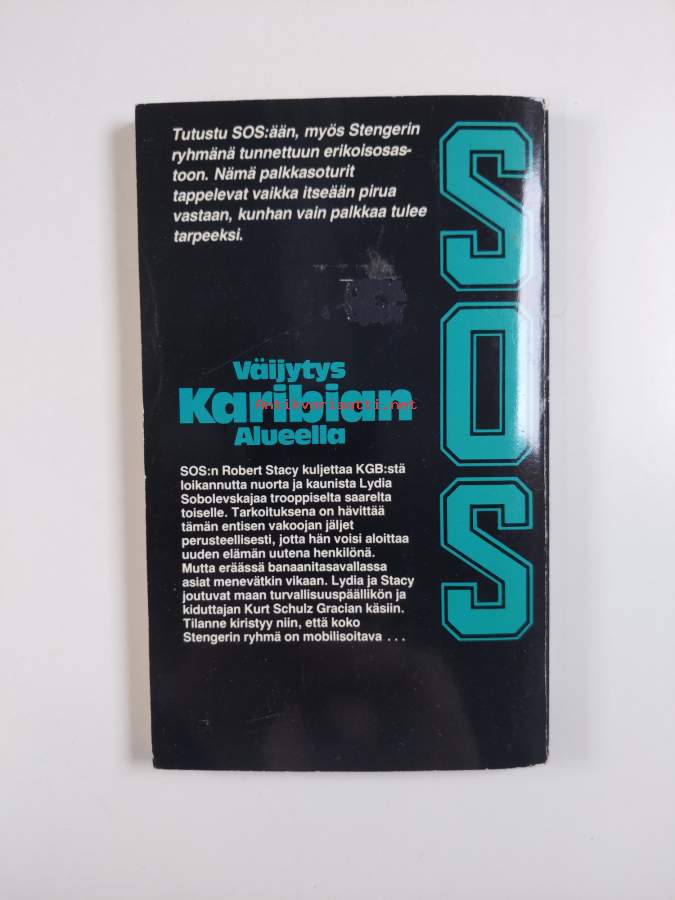 Tutustu SOS:ään, myös Stengerin
ryhmänä tunnettuun erikoisosas-
toon. Nämä palkkasoturit
tappelevat vaikka itseään pirua
vastaan, kunhan vain palkkaa tulee
tarpeeksi.
SOS
Väijytys
Karibian
Antikvariaatti.net
Alueella
SOS:n Robert Stacy kuljettaa KGB:stä
loikannutta nuorta ja kaunista Lydia
Sobolevskajaa trooppiselta saarelta
toiselle. Tarkoituksena on hävittää
tämän entisen vakoojan jäljet
perusteellisesti, jotta hän voisi aloittaa
uuden elämän uutena henkilönä.
Mutta eräässä banaanitasavallassa
asiat menevätkin vikaan. Lydia ja Stacy
joutuvat maan turvallisuuspäällikön ja
kiduttajan Kurt Schulz Gracian käsiin.
Tilanne kiristyy niin, että koko
Stengerin ryhmä on mobilisoitava . . .